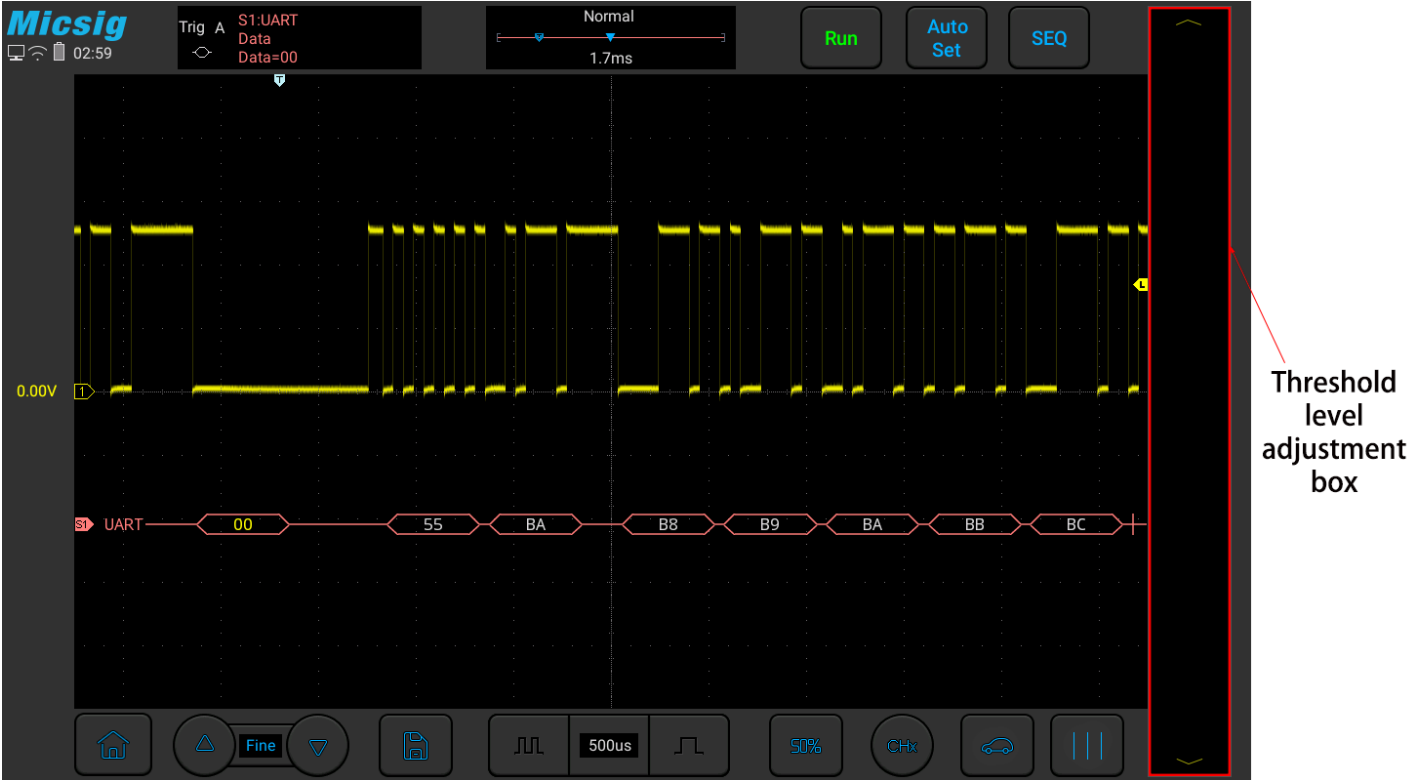 Micsig
02:59
Trig A
S1:UART
Data
Data=00
Normal
1.7ms
Run
Auto
Set
SEQ
T
L
0.00V
1
Threshold
level
adjustment
box
S1 UART 00 55 BA B8 B9 BA BB BC
Fine
500us
50%
CHx